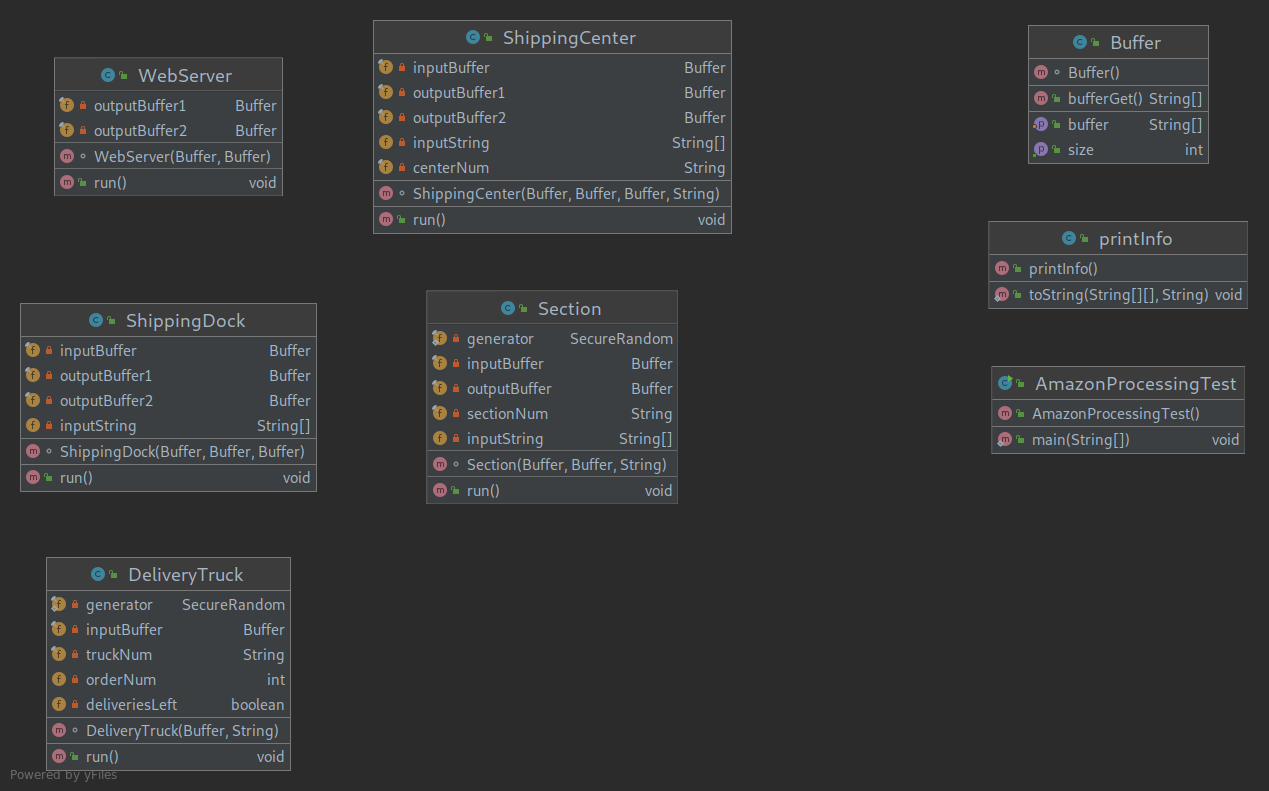 WebServer
outputBuffer1 Buffer
outputBuffer2 Buffer
WebServer(Buffer, Buffer)
run() void
ShippingCenter
inputBuffer Buffer
outputBuffer1 Buffer
outputBuffer2 Buffer
inputString String[]
centerNum String
ShippingCenter(Buffer, Buffer, Buffer, String)
run() void
Buffer
Buffer()
bufferGet() String[]
buffer String[]
size int
printInfo
printInfo()
toString(String[][], String) void
ShippingDock
inputBuffer Buffer
outputBuffer1 Buffer
outputBuffer2 Buffer
inputString String[]
ShippingDock(Buffer, Buffer, Buffer)
run() void
Section
generator SecureRandom
inputBuffer Buffer
outputBuffer Buffer
sectionNum String
inputString String[]
Section(Buffer, Buffer, String)
run() void
AmazonProcessingTest
AmazonProcessingTest()
main(String[]) void
DeliveryTruck
generator SecureRandom
inputBuffer Buffer
truckNum String
orderNum int
deliveriesLeft boolean
DeliveryTruck(Buffer, String)
run() void
Powered by yFiles